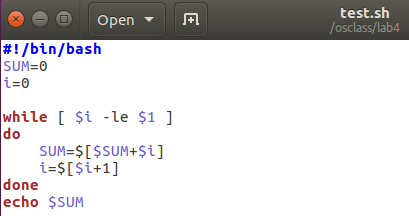 Open
test.sh
/osclass/lab4
#!/bin/bash
SUM=0
i=0
while [ $i -le $1 ]
do
    SUM=$[$SUM+$i]
    i=$[$i+1]
done
echo $SUM